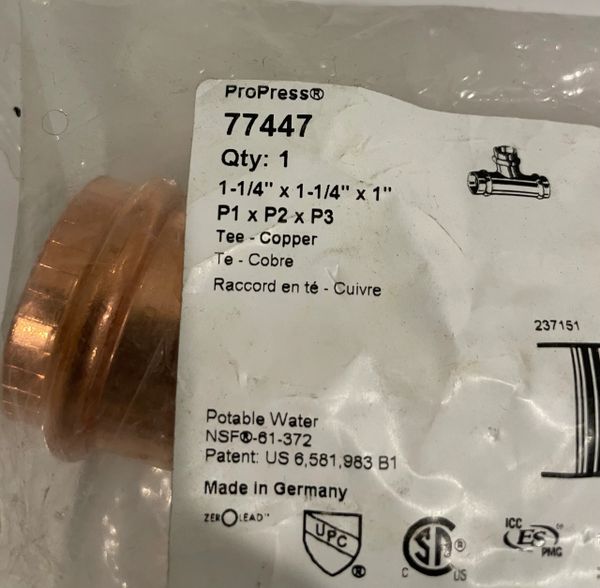 ProPress®
77447
Qty: 1
1-1/4" x 1-1/4" x 1"
P1 x P2 x P3
Tee - Copper
Te - Cobre
Raccord en té - Cuivre
237151
Potable Water
NSF®-61-372
Patent: US 6,581,983 B1
Made in Germany
ZERO LEAD™
UPC ®
C SA ® US
ICC ES PMG